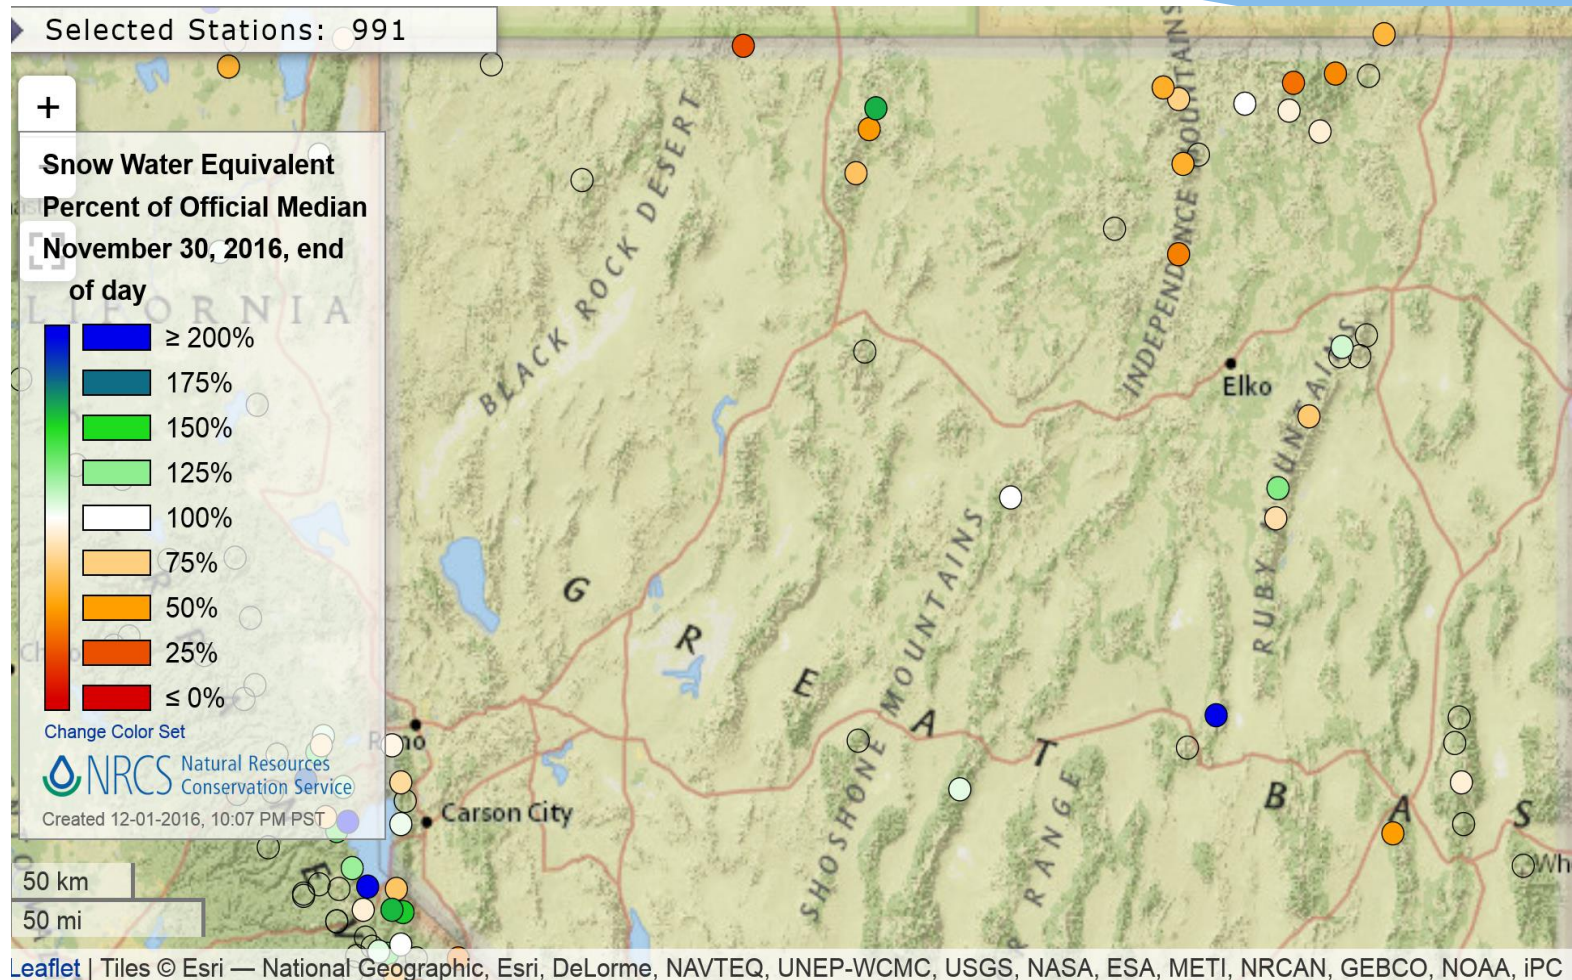 Selected Stations: 991
+
Snow Water Equivalent
Percent of Official Median
November 30, 2016, end
of day
≥ 200%
175%
150%
125%
100%
75%
50%
25%
≤ 0%
Change Color Set
NRCS Natural Resources
Conservation Service
Created 12-01-2016, 10:07 PM PST
50 km
50 mi
BLACK ROCK DESERT
INDEPENDENCE MOUNTAINS
Elko
RUBY MOUNTAINS
SHOSHONE MOUNTAINS
GREAT BAS
RANGE
Reno
Carson City
Wh
Leaflet | Tiles © Esri — National Geographic, Esri, DeLorme, NAVTEQ, UNEP-WCMC, USGS, NASA, ESA, METI, NRCAN, GEBCO, NOAA, iPC